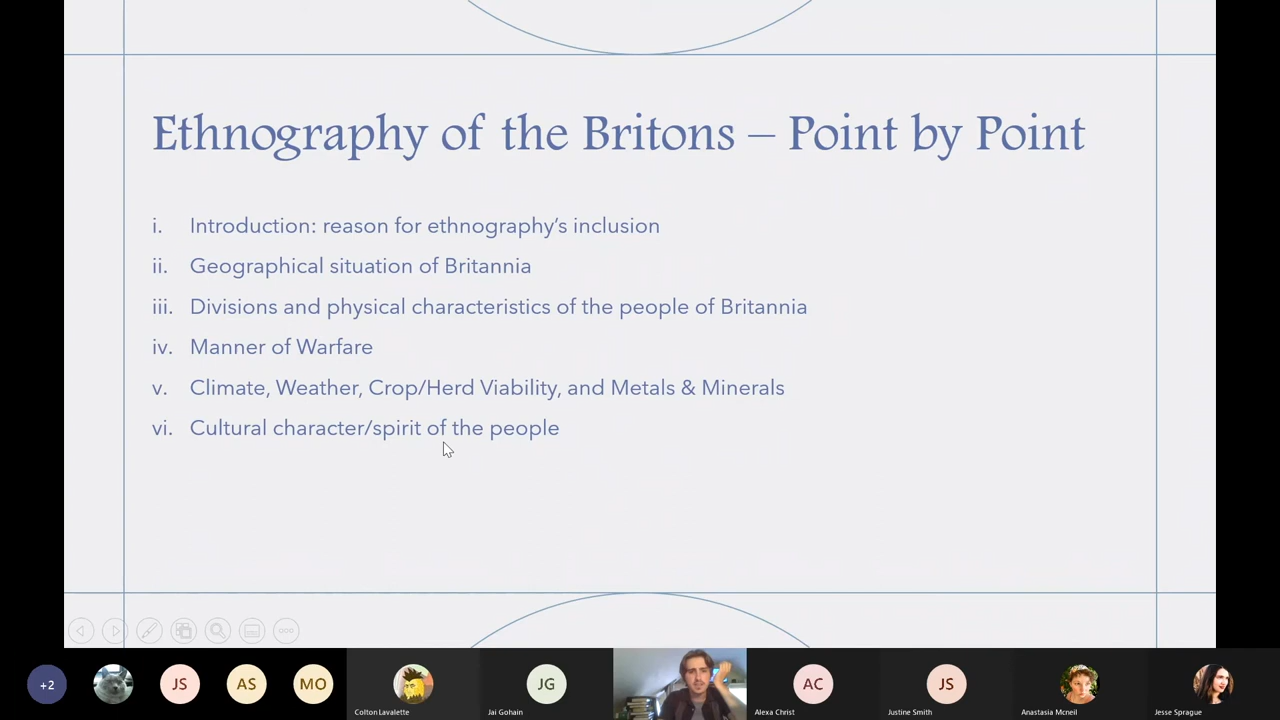 Ethnography of the Britons – Point by Point
i. Introduction: reason for ethnography's inclusion
ii. Geographical situation of Britannia
iii. Divisions and physical characteristics of the people of Britannia
iv. Manner of Warfare
v. Climate, Weather, Crop/Herd Viability, and Metals & Minerals
vi. Cultural character/spirit of the people
+2
JS
AS
MO
JG
AC
JS
Colton Lavalette
Jai Gohain
Alexa Christ
Justine Smith
Anastasia Mcneil
Jesse Sprague